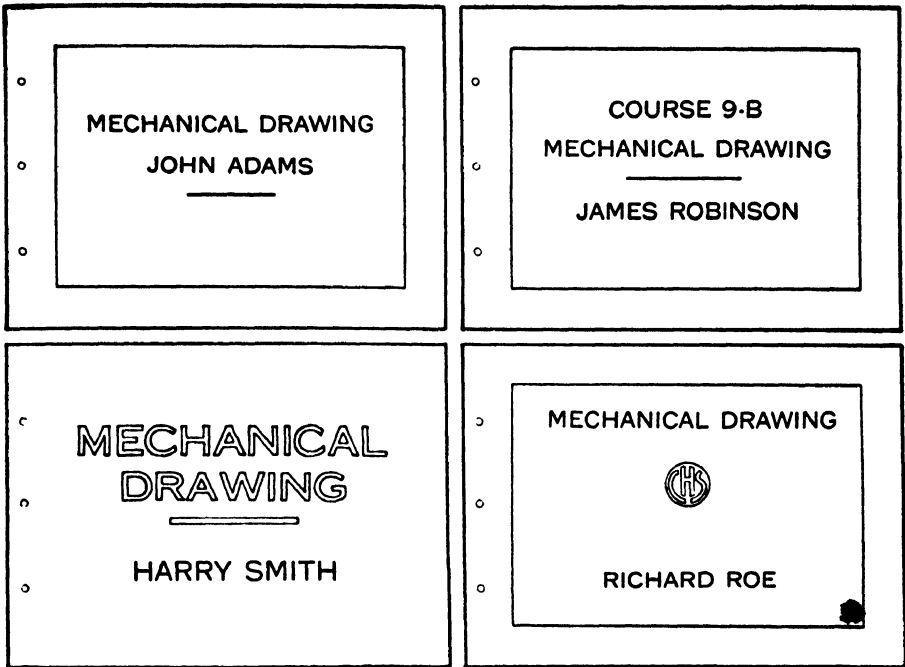 MECHANICAL DRAWING
JOHN ADAMS
COURSE 9-B
MECHANICAL DRAWING
JAMES ROBINSON
MECHANICAL
DRAWING
HARRY SMITH
MECHANICAL DRAWING
CHS
RICHARD ROE